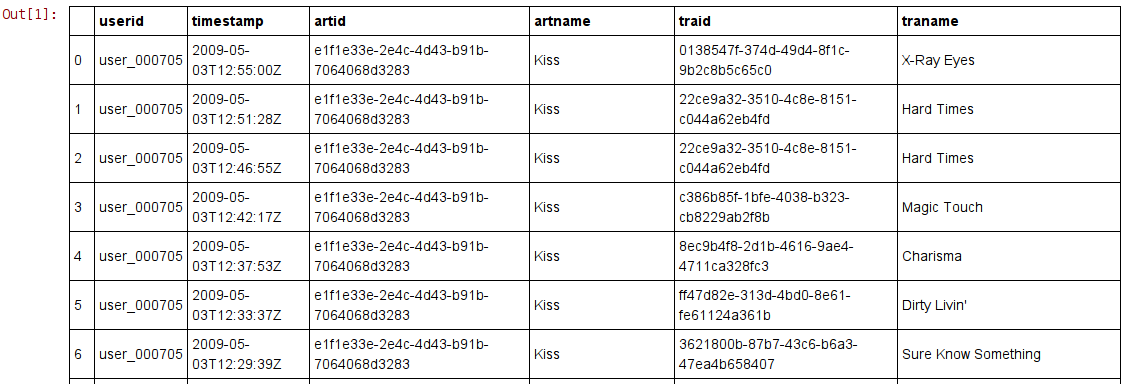 Out[1]:
userid timestamp artid artname traid traname
0 user_000705 2009-05-03T12:55:00Z e1f1e33e-2e4c-4d43-b91b-7064068d3283 Kiss 0138547f-374d-49d4-8f1c-9b2c8b5c65c0 X-Ray Eyes
1 user_000705 2009-05-03T12:51:28Z e1f1e33e-2e4c-4d43-b91b-7064068d3283 Kiss 22ce9a32-3510-4c8e-8151-c044a62eb4fd Hard Times
2 user_000705 2009-05-03T12:46:55Z e1f1e33e-2e4c-4d43-b91b-7064068d3283 Kiss 22ce9a32-3510-4c8e-8151-c044a62eb4fd Hard Times
3 user_000705 2009-05-03T12:42:17Z e1f1e33e-2e4c-4d43-b91b-7064068d3283 Kiss c386b85f-1bfe-4038-b323-cb8229ab2f8b Magic Touch
4 user_000705 2009-05-03T12:37:53Z e1f1e33e-2e4c-4d43-b91b-7064068d3283 Kiss 8ec9b4f8-2d1b-4616-9ae4-4711ca328fc3 Charisma
5 user_000705 2009-05-03T12:33:37Z e1f1e33e-2e4c-4d43-b91b-7064068d3283 Kiss ff47d82e-313d-4bd0-8e61-fe61124a361b Dirty Livin'
6 user_000705 2009-05-03T12:29:39Z e1f1e33e-2e4c-4d43-b91b-7064068d3283 Kiss 3621800b-87b7-43c6-b6a3-47ea4b658407 Sure Know Something